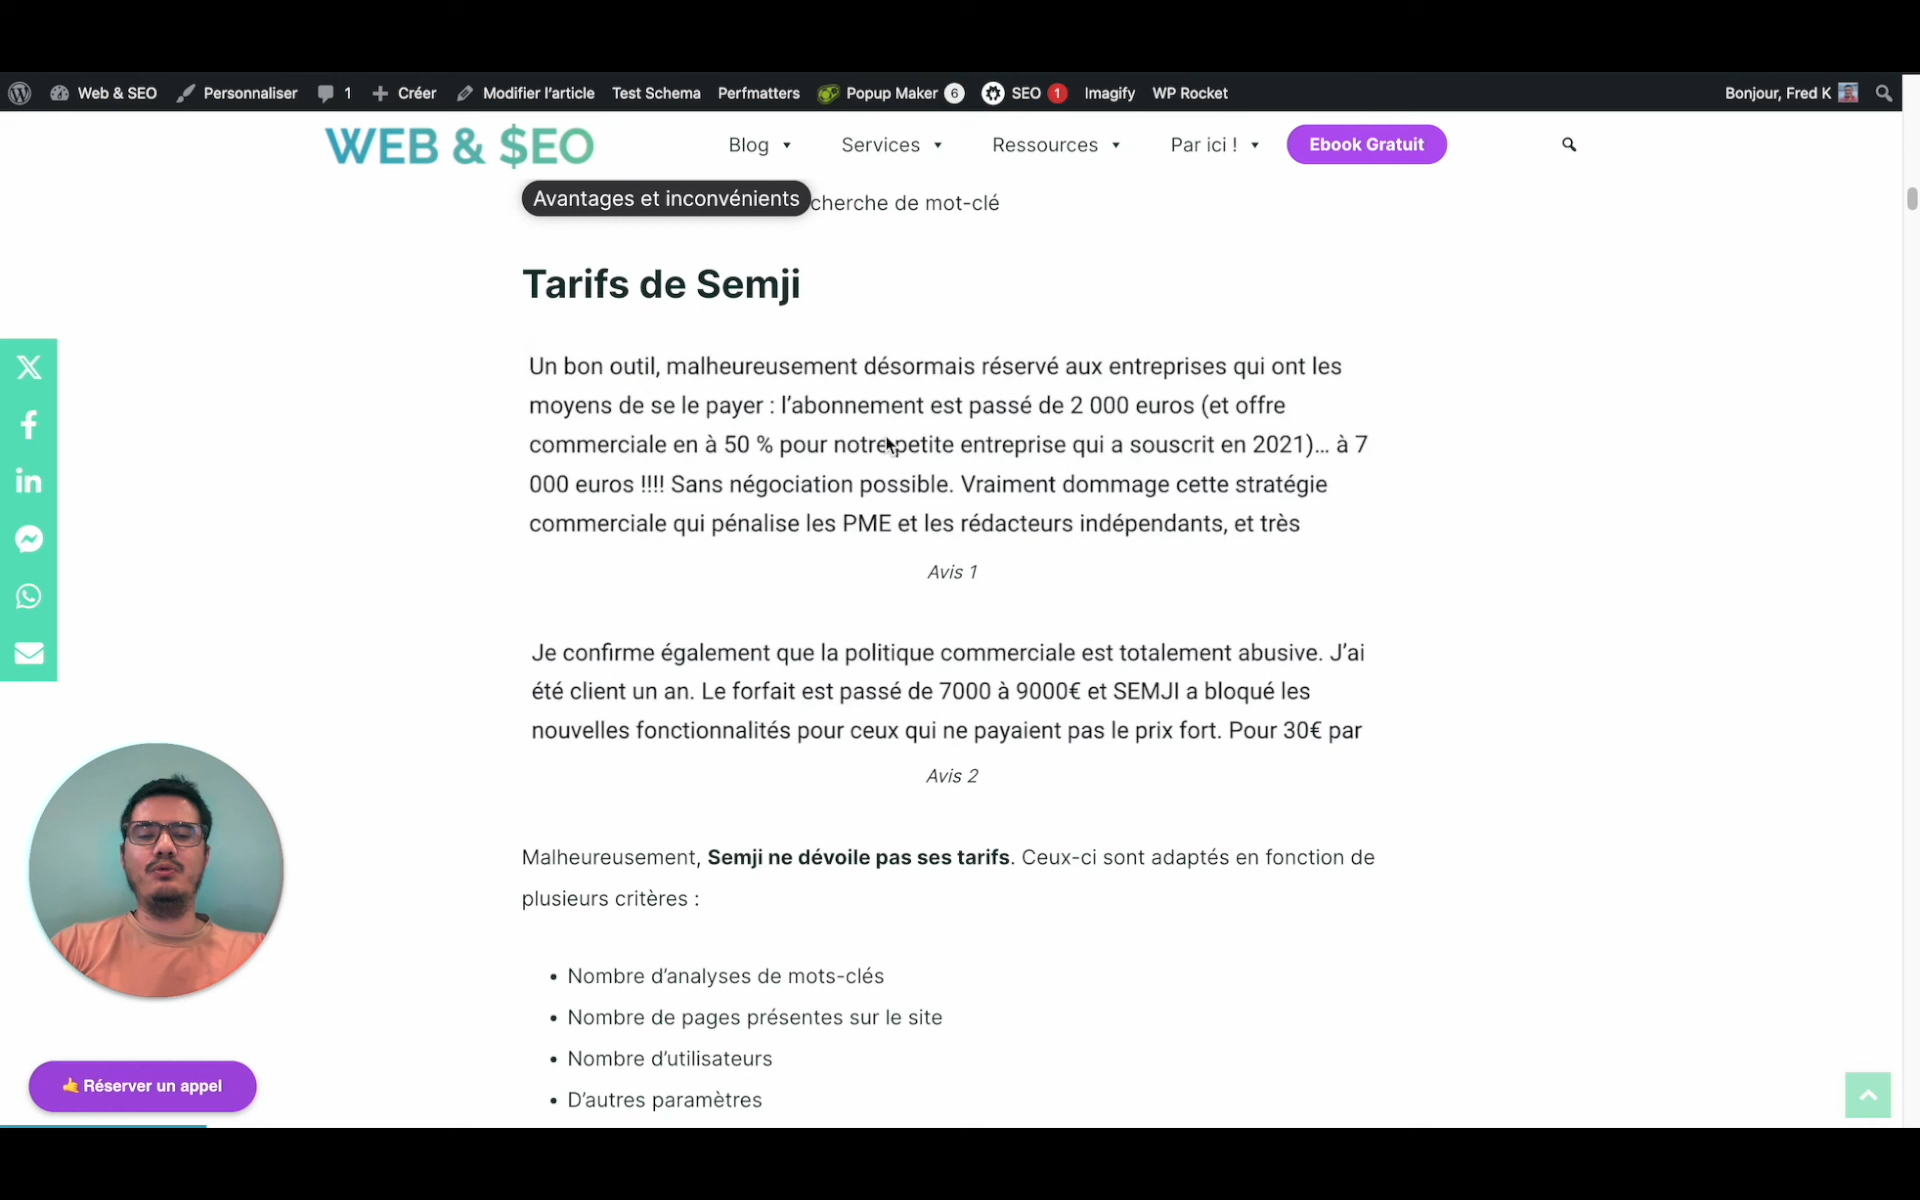 Web & SEO
Personnaliser
1
Créer
Modifier l'article
Test Schema
Perfmatters
Popup Maker 6
SEO 1
Imagify
WP Rocket
Bonjour, Fred K
WEB & $EO
Blog
Services
Ressources
Par ici !
Ebook Gratuit
Avantages et inconvénients
cherche de mot-clé
Tarifs de Semji
Un bon outil, malheureusement désormais réservé aux entreprises qui ont les
moyens de se le payer : l'abonnement est passé de 2 000 euros (et offre
commerciale en à 50 % pour notre petite entreprise qui a souscrit en 2021)... à 7
000 euros !!!! Sans négociation possible. Vraiment dommage cette stratégie
commerciale qui pénalise les PME et les rédacteurs indépendants, et très
Avis 1
Je confirme également que la politique commerciale est totalement abusive. J'ai
été client un an. Le forfait est passé de 7000 à 9000€ et SEMJI a bloqué les
nouvelles fonctionnalités pour ceux qui ne payaient pas le prix fort. Pour 30€ par
Avis 2
Malheureusement, Semji ne dévoile pas ses tarifs. Ceux-ci sont adaptés en fonction de
plusieurs critères :
• Nombre d'analyses de mots-clés
• Nombre de pages présentes sur le site
• Nombre d'utilisateurs
• D'autres paramètres
🤙 Réserver un appel